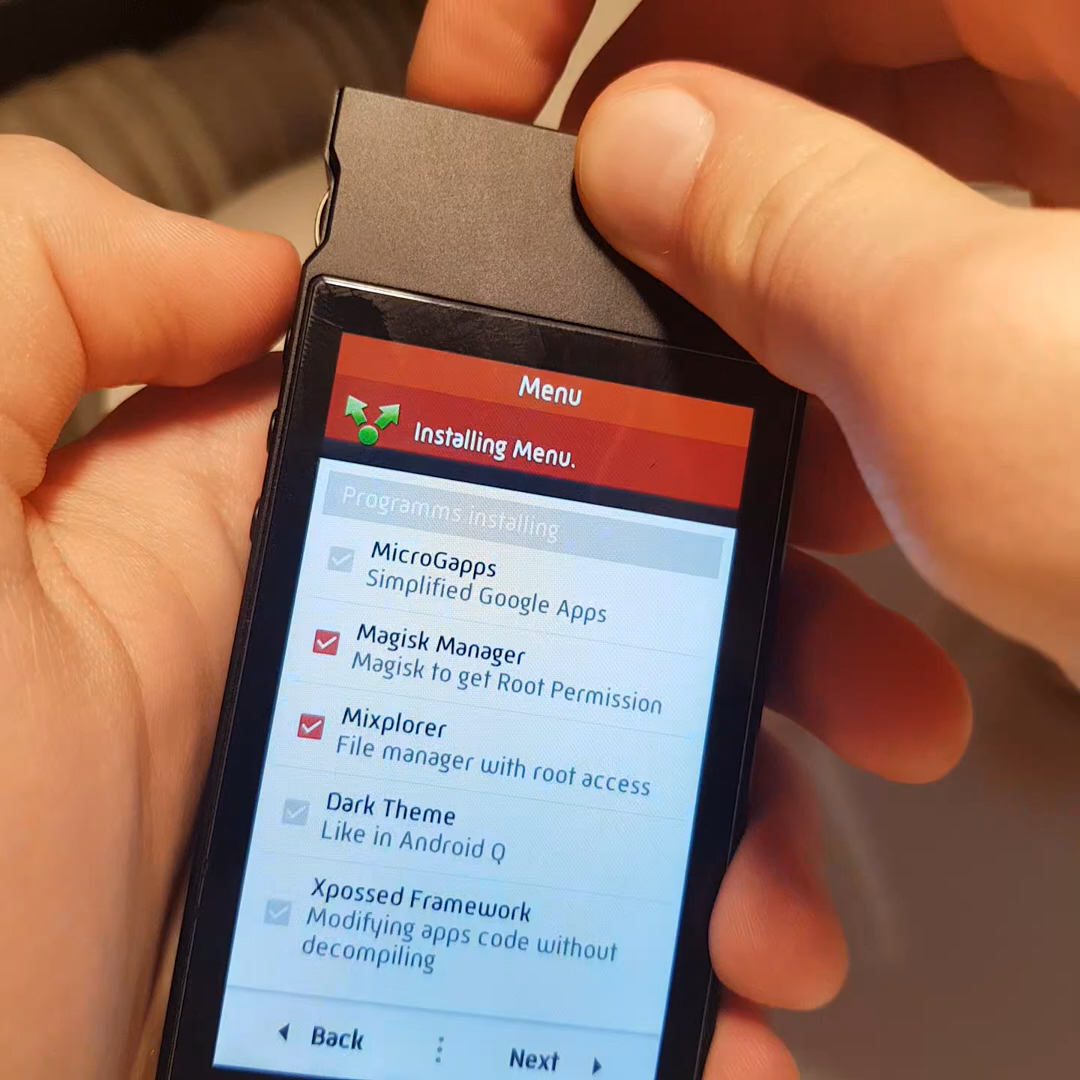 Menu
Installing Menu.
Programms installing
MicroGapps
Simplified Google Apps
Magisk Manager
Magisk to get Root Permission
Mixplorer
File manager with root access
Dark Theme
Like in Android Q
Xpossed Framework
Modifying apps code without
decompiling
Back
Next